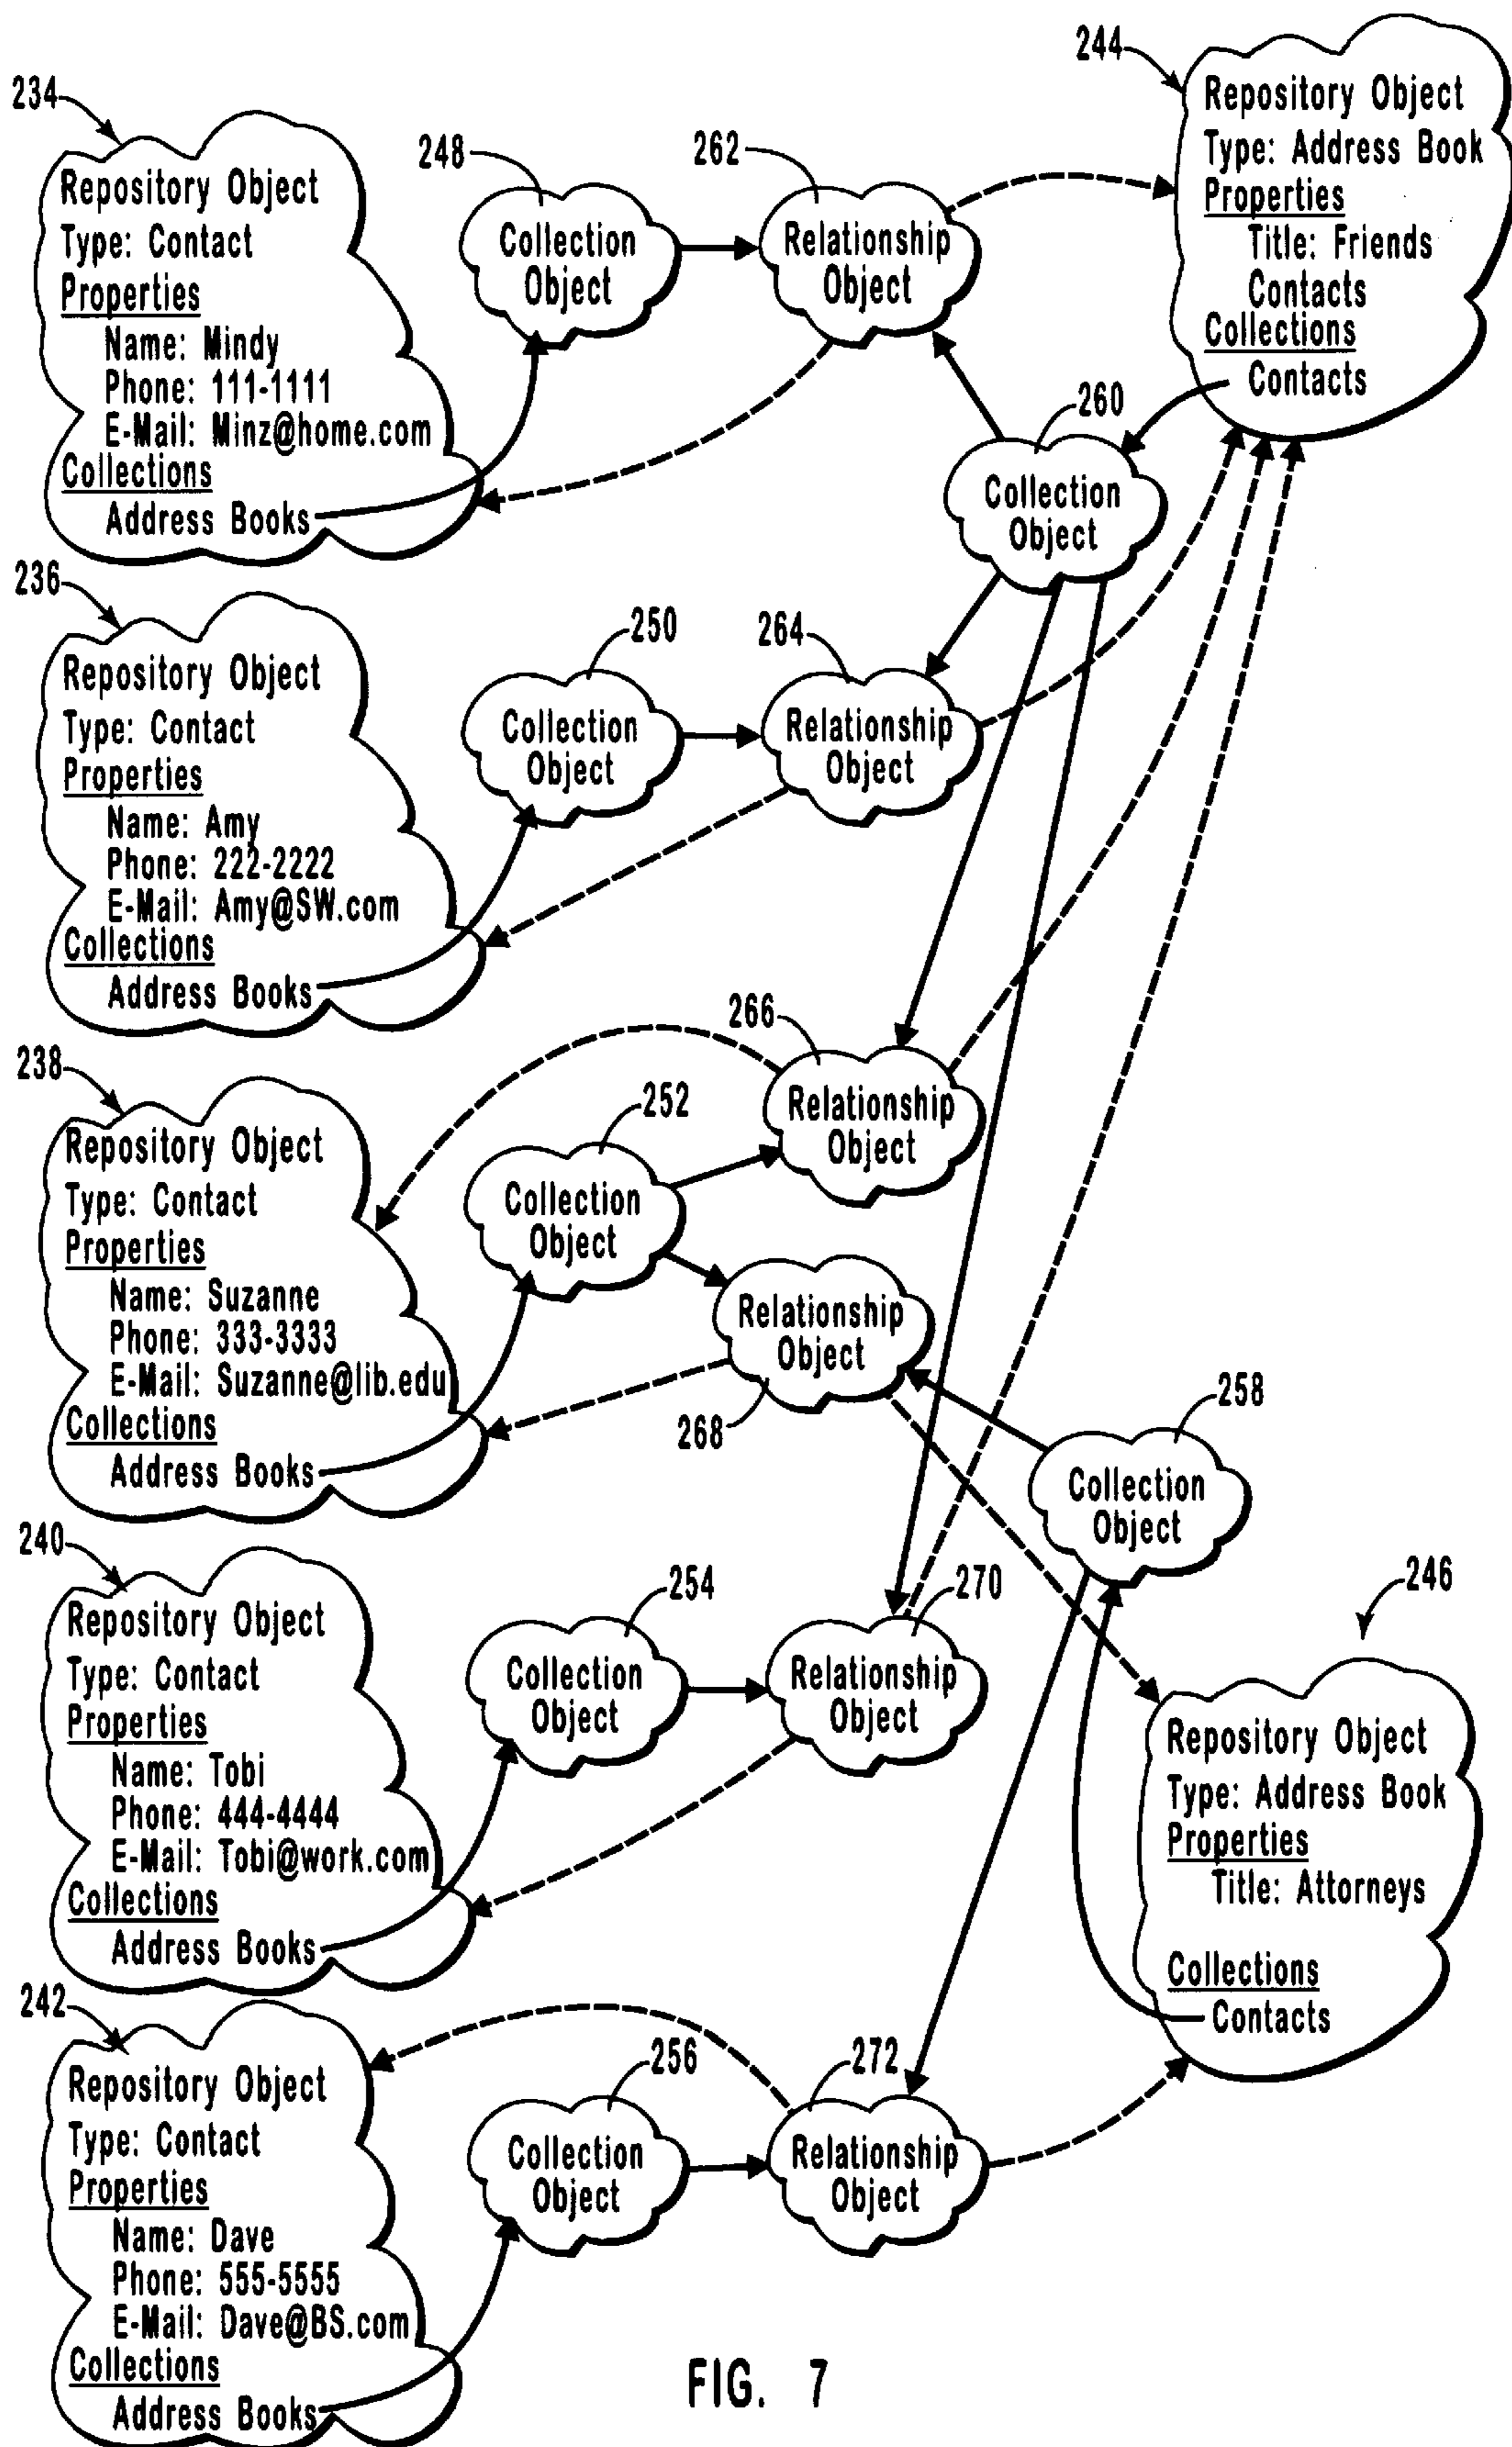 234
Repository Object
Type: Contact
Properties
Name: Mindy
Phone: 111-1111
E-Mail: Minz@home.com
Collections
Address Books
248
Collection
Object
262
Relationship
Object
244
Repository Object
Type: Address Book
Properties
Title: Friends
Contacts
Collections
Contacts
260
Collection
Object
236
Repository Object
Type: Contact
Properties
Name: Amy
Phone: 222-2222
E-Mail: Amy@SW.com
Collections
Address Books
250
Collection
Object
264
Relationship
Object
238
Repository Object
Type: Contact
Properties
Name: Suzanne
Phone: 333-3333
E-Mail: Suzanne@lib.edu
Collections
Address Books
252
Collection
Object
266
Relationship
Object
Relationship
Object
268
258
Collection
Object
240
Repository Object
Type: Contact
Properties
Name: Tobi
Phone: 444-4444
E-Mail: Tobi@work.com
Collections
Address Books
254
Collection
Object
270
Relationship
Object
246
Repository Object
Type: Address Book
Properties
Title: Attorneys
Collections
Contacts
242
Repository Object
Type: Contact
Properties
Name: Dave
Phone: 555-5555
E-Mail: Dave@BS.com
Collections
Address Books
256
Collection
Object
272
Relationship
Object
FIG. 7